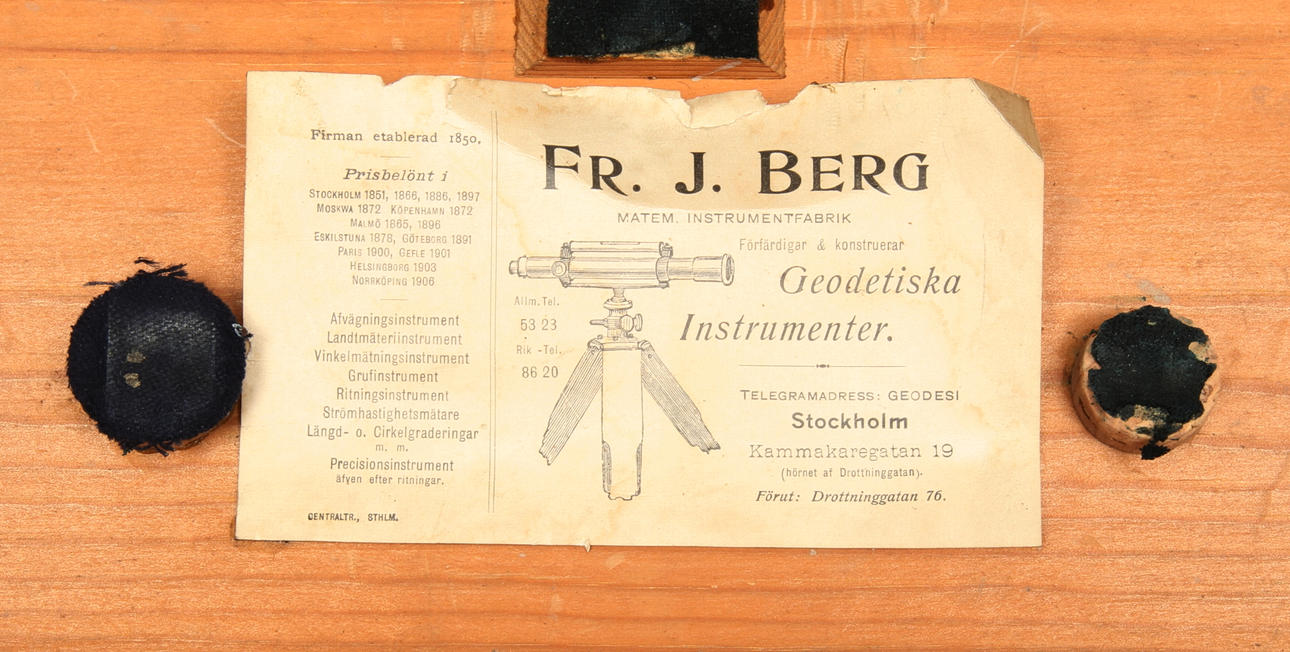 Firman etablerad 1850.
Prisbelönt i
STOCKHOLM 1851, 1866, 1886, 1897
MOSKWA 1872 KÖPENHAMN 1872
MALMÖ 1865, 1896
ESKILSTUNA 1878, GÖTEBORG 1891
PARIS 1900, GEFLE 1901
HELSINGBORG 1903
NORRKÖPING 1906
Afvägningsinstrument
Landtmäteriinstrument
Vinkelmätningsinstrument
Grufinstrument
Ritningsinstrument
Strömhastighetsmätare
Längd- o. Cirkelgraderingar
m. m.
Precisionsinstrument
äfven efter ritningar.
CENTRALTR., STHLM.
FR. J. BERG
MATEM. INSTRUMENTFABRIK
Förfärdigar & konstruerar
Geodetiska
Instrumenter.
Allm. Tel.
53 23
Rik -Tel.
86 20
TELEGRAMADRESS: GEODESI
Stockholm
Kammakaregatan 19
(hörnet af Drottninggatan).
Förut: Drottninggatan 76.